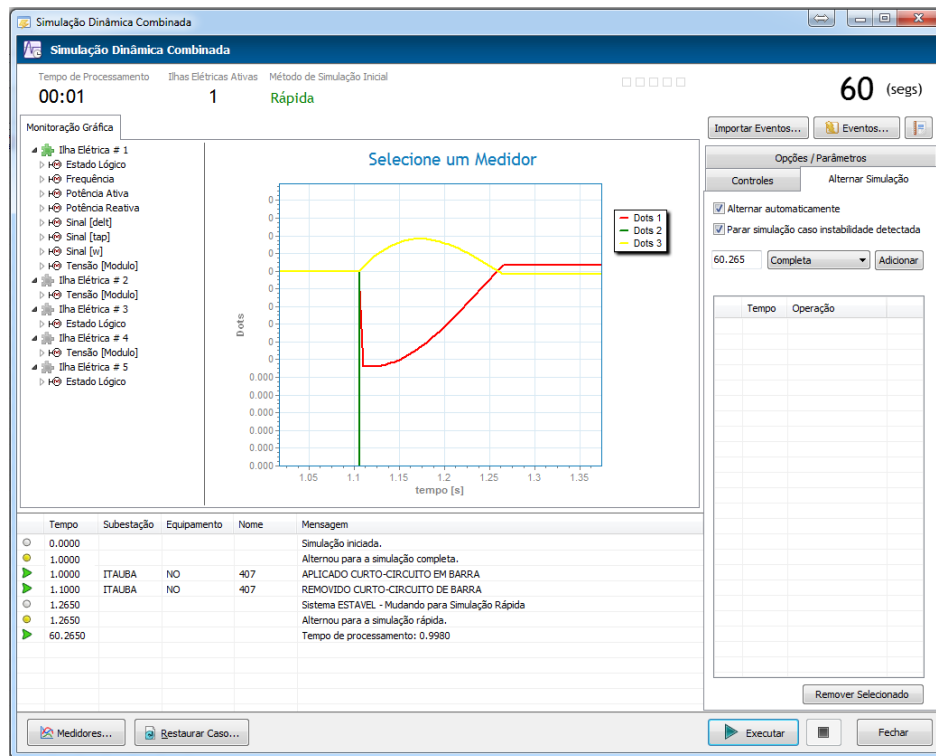 Simulação Dinâmica Combinada
Simulação Dinâmica Combinada
Tempo de Processamento Ilhas Elétricas Ativas Método de Simulação Inicial
00:01 1 Rápida
60 (segs)
Monitoração Gráfica
Importar Eventos... Eventos...
Opções / Parâmetros
Controles Alternar Simulação
Alternar automaticamente
Parar simulação caso instabilidade detectada
60.265 Completa Adicionar
Tempo Operação
Remover Selecionado
Ilha Elétrica # 1
Estado Lógico
Frequência
Potência Ativa
Potência Reativa
Sinal [delt]
Sinal [tap]
Sinal [w]
Tensão [Modulo]
Ilha Elétrica # 2
Tensão [Modulo]
Ilha Elétrica # 3
Estado Lógico
Ilha Elétrica # 4
Tensão [Modulo]
Ilha Elétrica # 5
Estado Lógico
Selecione um Medidor
Dots 1
Dots 2
Dots 3
Dots
0
0
0
0
0
0
0
0
0
0
0.000
0.000
0.000
0.000
0.000
0.000
1.05 1.1 1.15 1.2 1.25 1.3 1.35
tempo [s]
Tempo Subestação Equipamento Nome Mensagem
0.0000 Simulação iniciada.
1.0000 Alternou para a simulação completa.
1.0000 ITAUBA NO 407 APLICADO CURTO-CIRCUITO EM BARRA
1.1000 ITAUBA NO 407 REMOVIDO CURTO-CIRCUITO DE BARRA
1.2650 Sistema ESTAVEL - Mudando para Simulação Rápida
1.2650 Alternou para a simulação rápida.
60.2650 Tempo de processamento: 0.9980
Medidores... Restaurar Caso... Executar Fechar